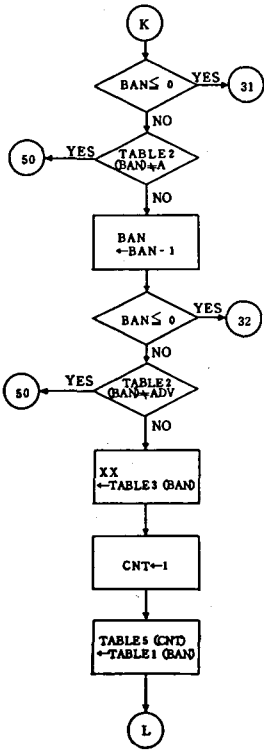 K
BAN≦ 0
YES
31
NO
50
YES
TABLE2
(BAN)≠A
NO
BAN
←BAN-1
BAN≦ 0
YES
32
NO
50
YES
TABLE2
(BAN)≠ADV
NO
XX
←TABLE3 (BAN)
CNT←1
TABLE5 (CNT)
←TABLE1 (BAN)
L